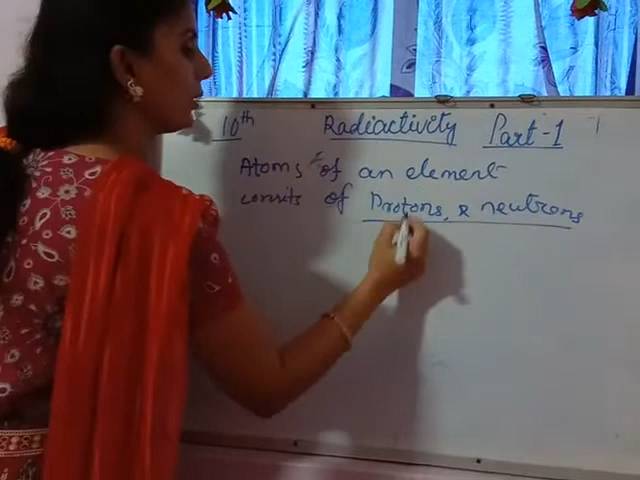 10th Radiactivity Part-1
Atoms of an element
consits of Protons, & neutrons